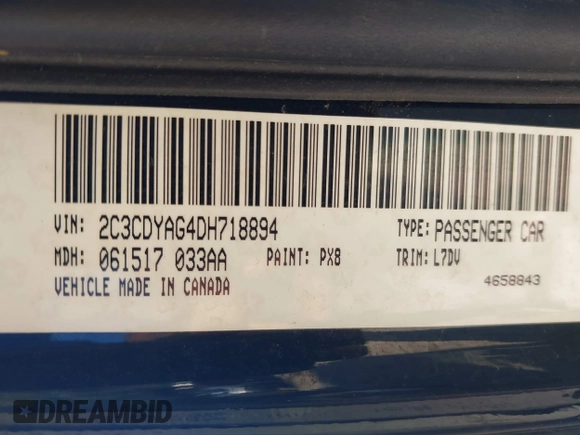 VIN: 2C3CDYAG4DH718894 TYPE: PASSENGER CAR
MDH: 061517 033AA PAINT: PX8 TRIM: L7DV
VEHICLE MADE IN CANADA 4658843
DREAMBID